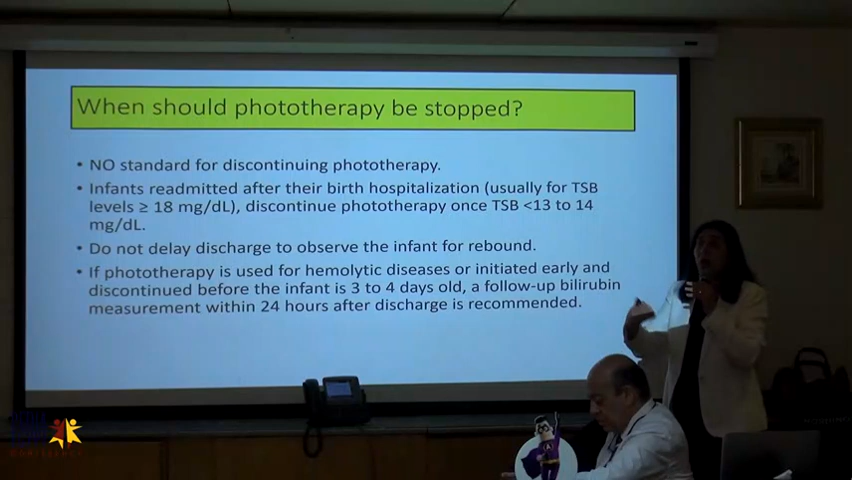 When should phototherapy be stopped?
• NO standard for discontinuing phototherapy.
• Infants readmitted after their birth hospitalization (usually for TSB
levels ≥ 18 mg/dL), discontinue phototherapy once TSB <13 to 14
mg/dL.
• Do not delay discharge to observe the infant for rebound.
• If phototherapy is used for hemolytic diseases or initiated early and
discontinued before the infant is 3 to 4 days old, a follow-up bilirubin
measurement within 24 hours after discharge is recommended.